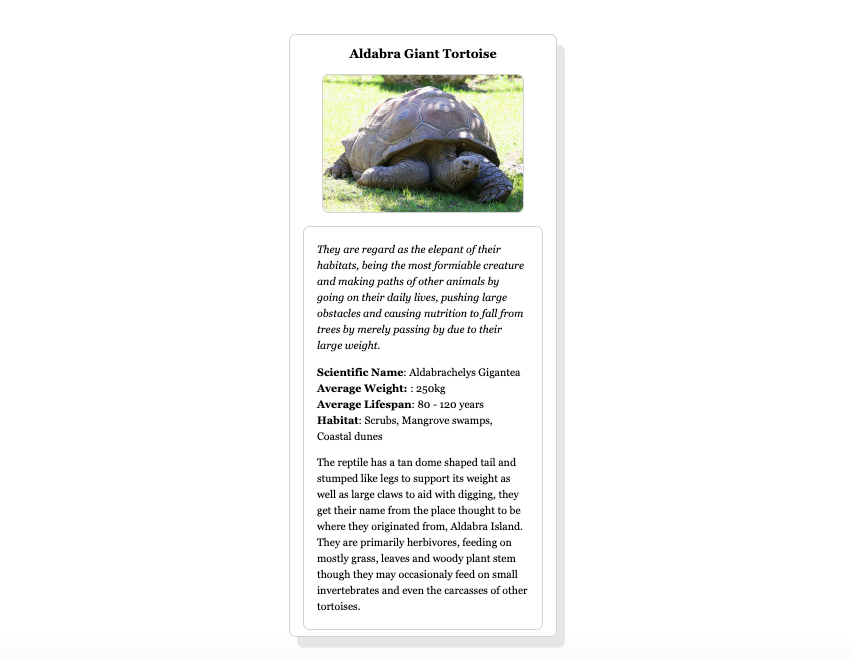 Aldabra Giant Tortoise
They are regard as the elepant of their
habitats, being the most formiable creature
and making paths of other animals by
going on their daily lives, pushing large
obstacles and causing nutrition to fall from
trees by merely passing by due to their
large weight.
Scientific Name: Aldabrachelys Gigantea
Average Weight: : 250kg
Average Lifespan: 80 - 120 years
Habitat: Scrubs, Mangrove swamps,
Coastal dunes
The reptile has a tan dome shaped tail and
stumped like legs to support its weight as
well as large claws to aid with digging, they
get their name from the place thought to be
where they originated from, Aldabra Island.
They are primarily herbivores, feeding on
mostly grass, leaves and woody plant stem
though they may occasionaly feed on small
invertebrates and even the carcasses of other
tortoises.